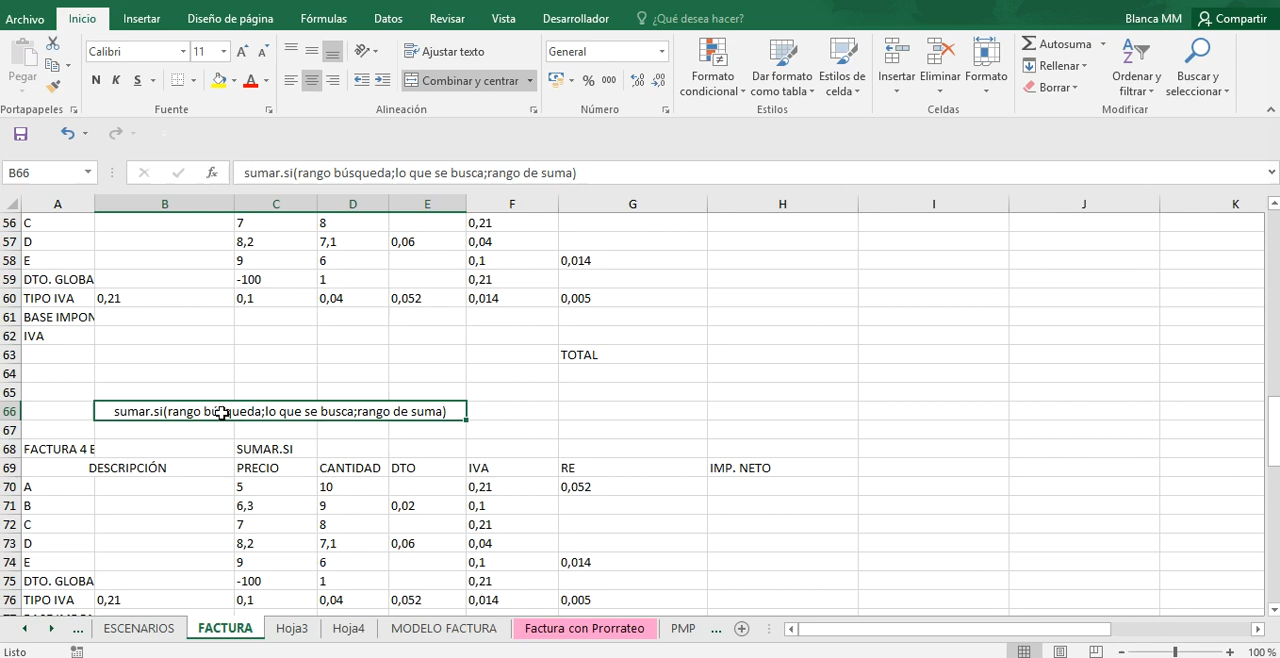 Archivo Inicio Insertar Diseño de página Fórmulas Datos Revisar Vista Desarrollador ¿Qué desea hacer? Blanca MM Compartir
Pegar
Calibri 11
N K S
Ajustar texto
Combinar y centrar
General
% 000
Formato condicional
Dar formato como tabla
Estilos de celda
Insertar Eliminar Formato
Autosuma
Rellenar
Borrar
Ordenar y filtrar
Buscar y seleccionar
Portapapeles Fuente Alineación Número Estilos Celdas Modificar
B66 fx sumar.si(rango búsqueda;lo que se busca;rango de suma)
A B C D E F G H I J K
56 C 7 8 0,21
57 D 8,2 7,1 0,06 0,04
58 E 9 6 0,1 0,014
59 DTO. GLOBA -100 1 0,21
60 TIPO IVA 0,21 0,1 0,04 0,052 0,014 0,005
61 BASE IMPON
62 IVA
63 TOTAL
64
65
66 sumar.si(rango búsqueda;lo que se busca;rango de suma)
67
68 FACTURA 4 E SUMAR.SI
69 DESCRIPCIÓN PRECIO CANTIDAD DTO IVA RE IMP. NETO
70 A 5 10 0,21 0,052
71 B 6,3 9 0,02 0,1
72 C 7 8 0,21
73 D 8,2 7,1 0,06 0,04
74 E 9 6 0,1 0,014
75 DTO. GLOBA -100 1 0,21
76 TIPO IVA 0,21 0,1 0,04 0,052 0,014 0,005
... ESCENARIOS FACTURA Hoja3 Hoja4 MODELO FACTURA Factura con Prorrateo PMP ...
Listo 100 %